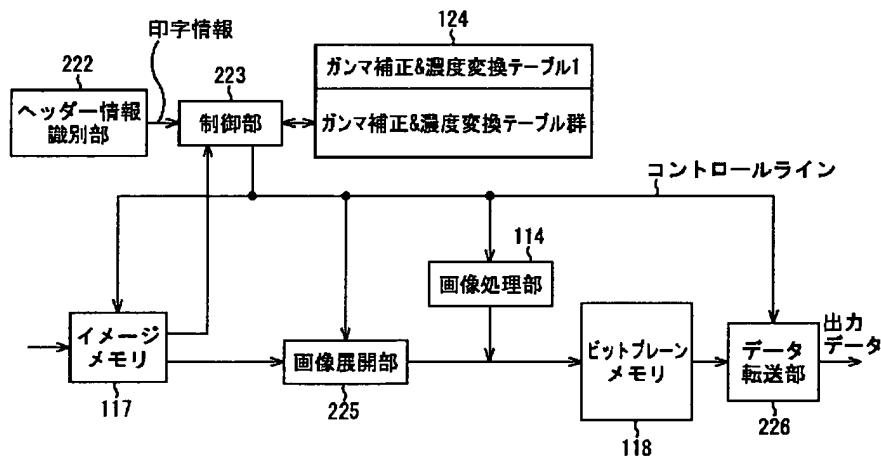 印字情報
124
222
223
ガンマ補正&濃度変換テーブル1
ヘッダー情報
識別部
制御部
ガンマ補正&濃度変換テーブル群
コントロールライン
114
画像処理部
イメージ
メモリ
画像展開部
ビットプレーン
メモリ
データ
転送部
出力
データ
117
225
118
226